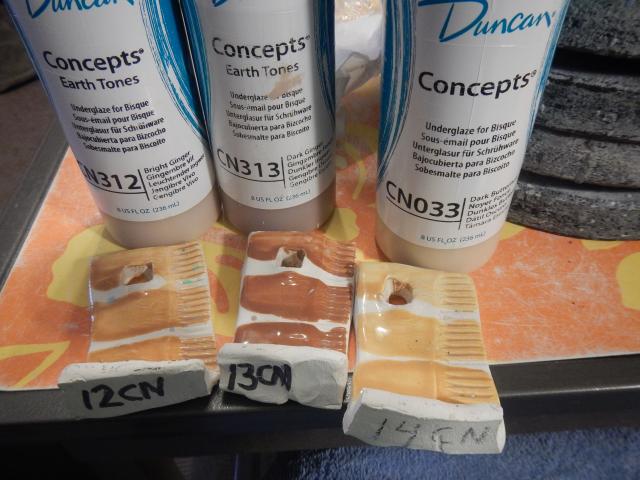 Duncan
Concepts®
Earth Tones
Underglaze for Bisque
Sous-émail pour Bisque
Unterglasur für Schrühware
Bajocubierta para Bizcocho
Sobesmalte para Biscoito
CN312
Bright Ginger
Gingembre Vif
Leuchtender
Jengibre Vivo
Gengibre Vivo
8 US FL OZ (236 mL)
Duncan
Concepts®
Earth Tones
Underglaze for Bisque
Sous-émail pour Bisque
Unterglasur für Schrühware
Bajocubierta para Bizcocho
Sobesmalte para Biscoito
CN313
Dark
8 US FL OZ (236 mL)
Duncan
Concepts®
Underglaze for Bisque
Sous-émail pour Bisque
Unterglasur für Schrühware
Bajocubierta para Bizcocho
Sobesmalte para Biscoito
CN033
Dark
Noyer
8 US FL OZ (236 mL)
12CN
13CN
14CN